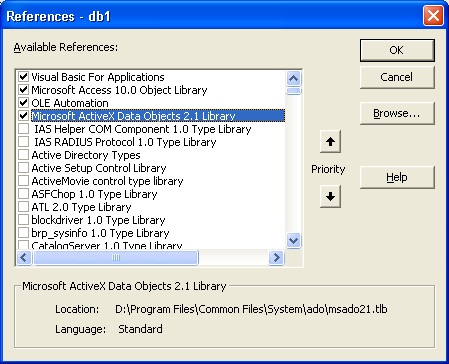 References - db1
Available References:
Visual Basic For Applications
Microsoft Access 10.0 Object Library
OLE Automation
Microsoft ActiveX Data Objects 2.1 Library
IAS Helper COM Component 1.0 Type Library
IAS RADIUS Protocol 1.0 Type Library
Active Directory Types
Active Setup Control Library
ActiveMovie control type library
ASFChop 1.0 Type Library
ATL 2.0 Type Library
blockdriver 1.0 Type Library
brp_sysinfo 1.0 Type Library
CatalogServer 1.0 Type Library
OK
Cancel
Browse...
Priority
Help
Microsoft ActiveX Data Objects 2.1 Library
Location: D:\Program Files\Common Files\System\ado\msado21.tlb
Language: Standard